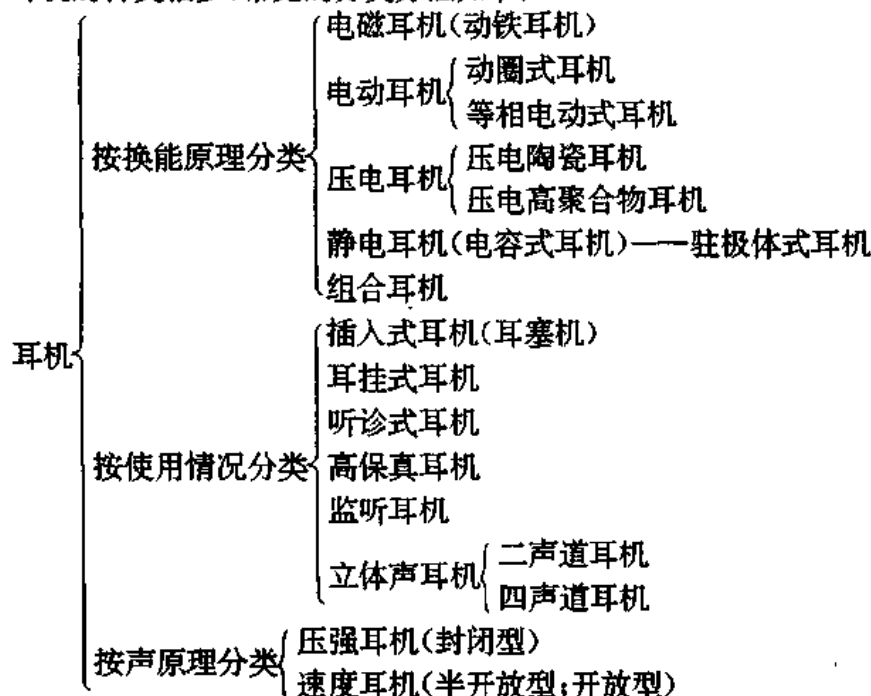 电磁耳机(动铁耳机)
电动耳机
动圈式耳机
等相电动式耳机
按换能原理分类
压电耳机
压电陶瓷耳机
压电高聚合物耳机
静电耳机(电容式耳机)——驻极体式耳机
组合耳机
耳机
插入式耳机(耳塞机)
耳挂式耳机
听诊式耳机
按使用情况分类
高保真耳机
监听耳机
立体声耳机
二声道耳机
四声道耳机
按声原理分类
压强耳机(封闭型)
速度耳机(半开放型;开放型)